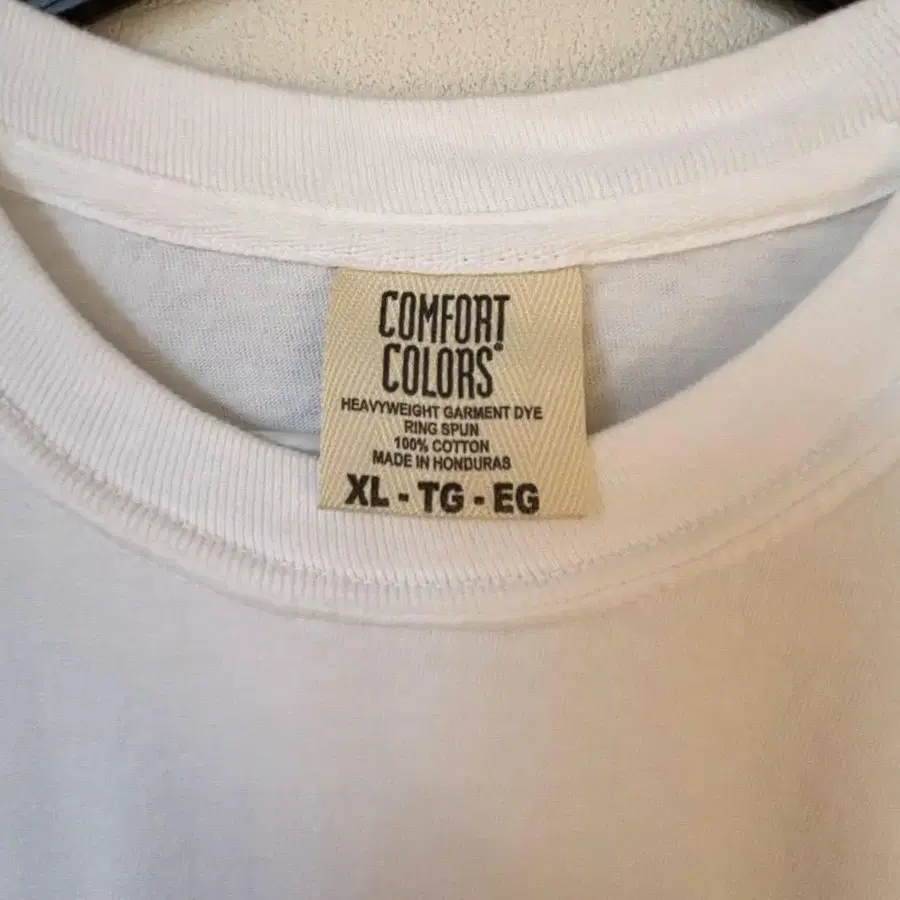 COMFORT
COLORS®
HEAVYWEIGHT GARMENT DYE
RING SPUN
100% COTTON
MADE IN HONDURAS
XL - TG - EG